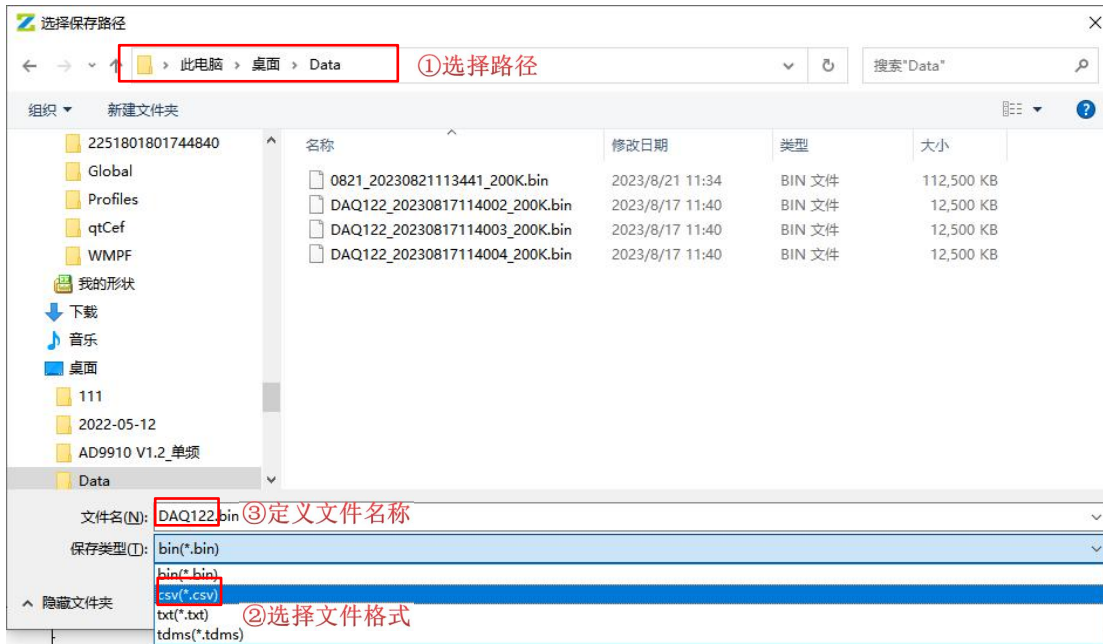 选择保存路径
此电脑 > 桌面 > Data
①选择路径
搜索"Data"
组织
新建文件夹
名称 修改日期 类型 大小
2251801801744840
Global
Profiles
qtCef
WMPF
我的形状
下载
音乐
桌面
111
2022-05-12
AD9910 V1.2_单频
Data
0821_20230821113441_200K.bin 2023/8/21 11:34 BIN 文件 112,500 KB
DAQ122_20230817114002_200K.bin 2023/8/17 11:40 BIN 文件 12,500 KB
DAQ122_20230817114003_200K.bin 2023/8/17 11:40 BIN 文件 12,500 KB
DAQ122_20230817114004_200K.bin 2023/8/17 11:40 BIN 文件 12,500 KB
文件名(N): DAQ122.bin ③定义文件名称
保存类型(T): bin(*.bin)
bin(*.bin)
csv(*.csv)
txt(*.txt)
tdms(*.tdms)
②选择文件格式
隐藏文件夹